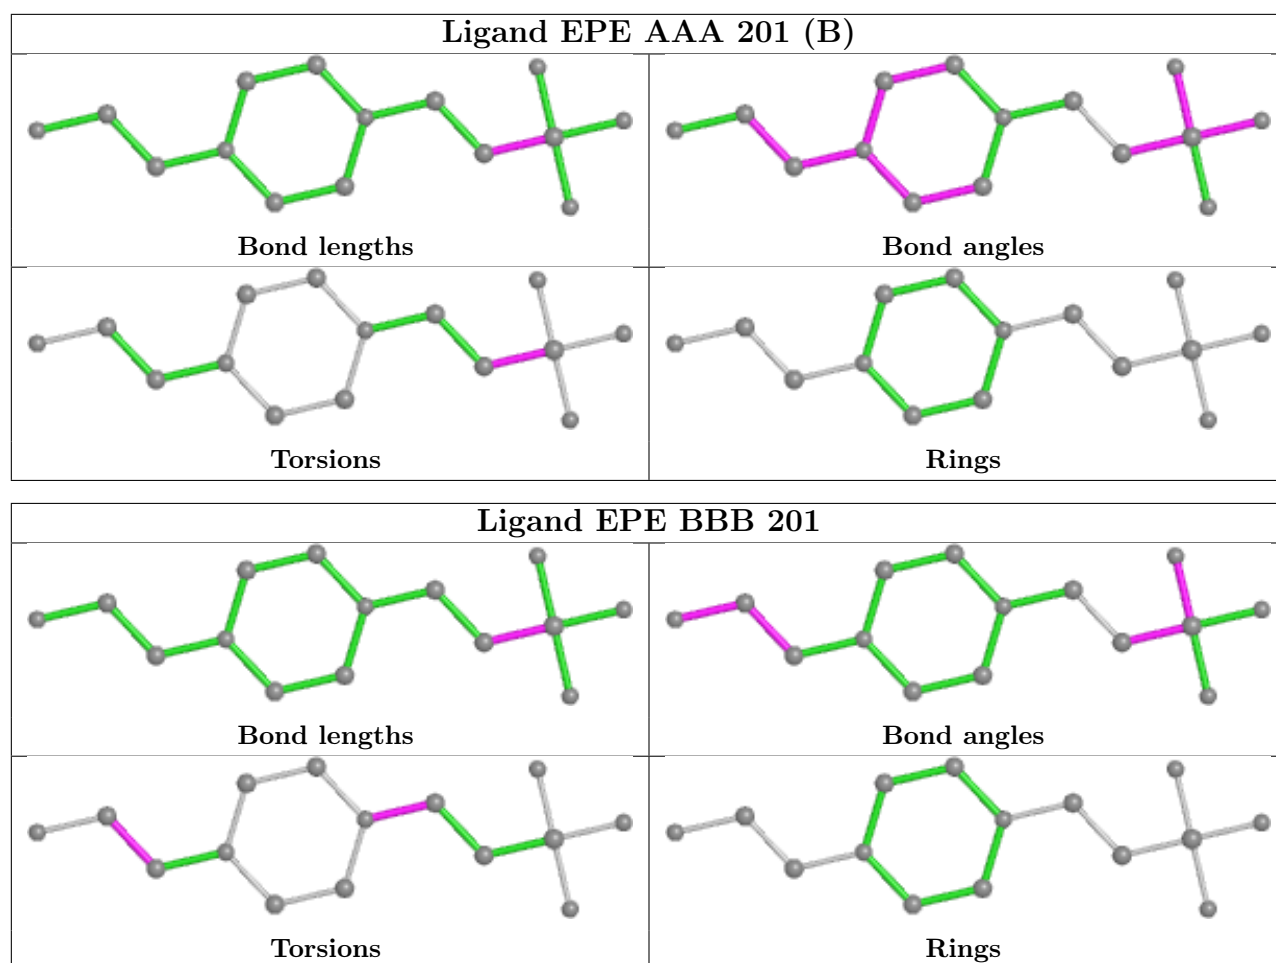 Ligand EPE AAA 201 (B)
Bond lengths
Bond angles
Torsions
Rings
Ligand EPE BBB 201
Bond lengths
Bond angles
Torsions
Rings